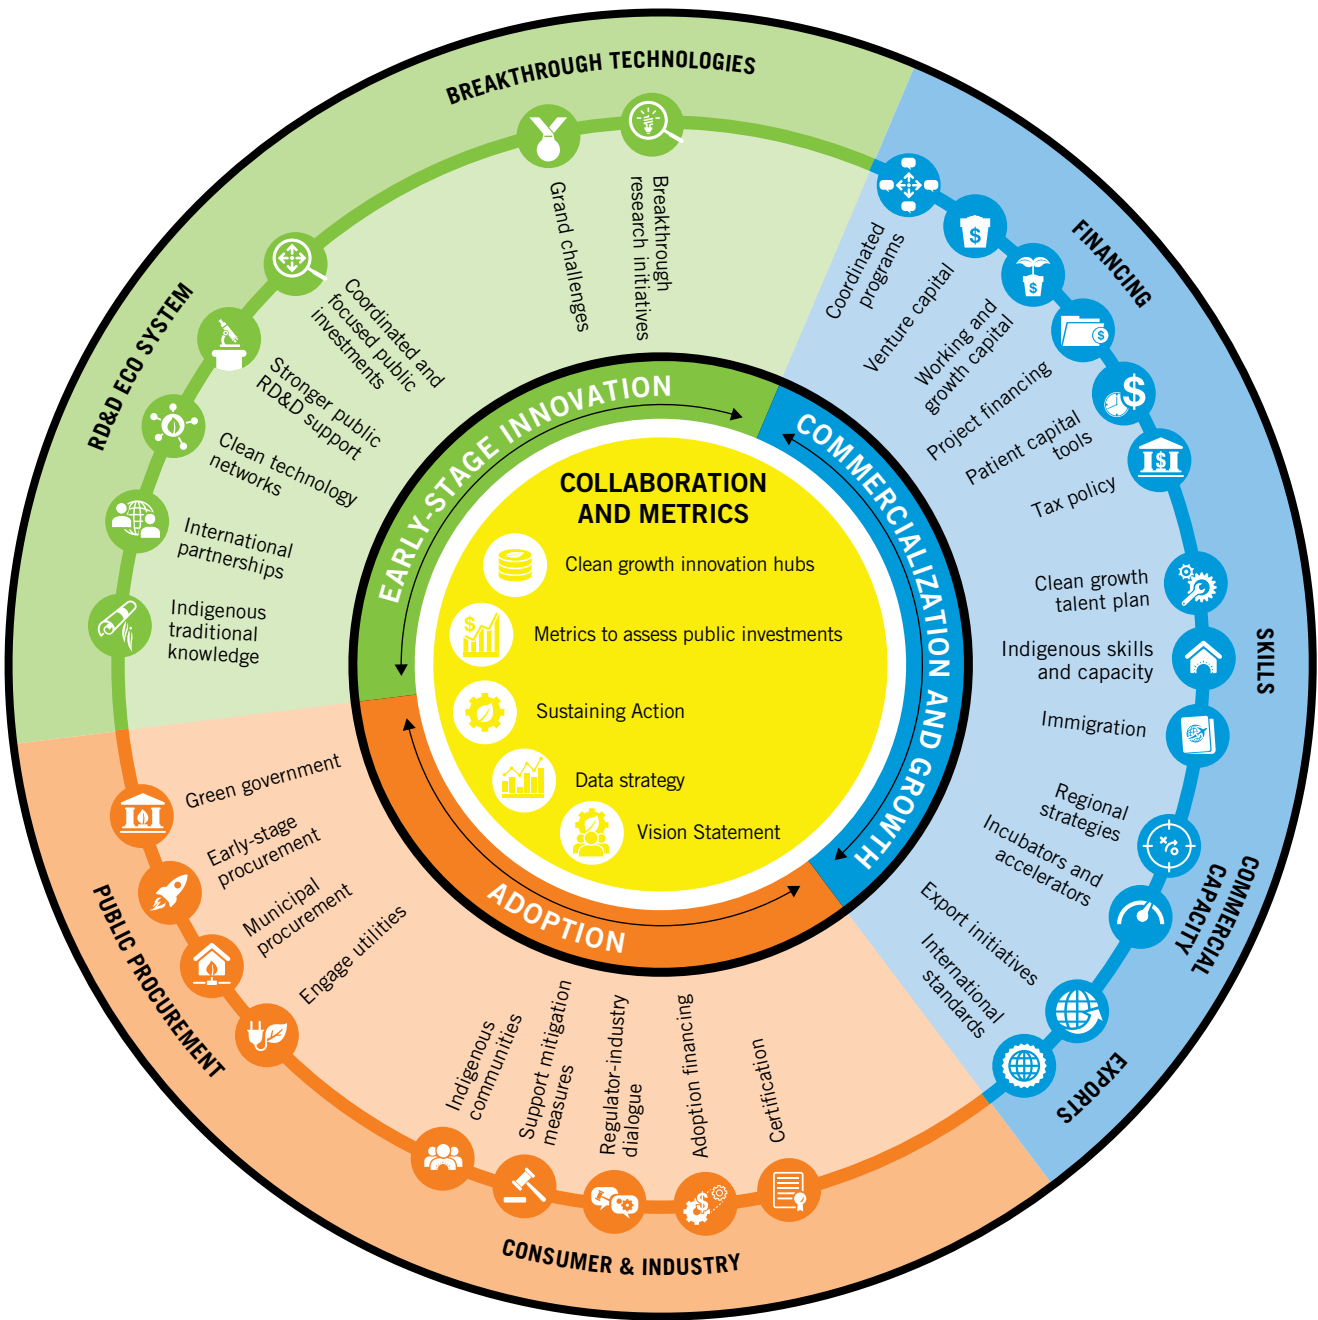 BREAKTHROUGH TECHNOLOGIES
Grand challenges
Breakthrough
research initiatives
RD&D ECO SYSTEM
Coordinated and
focused public
investments
Stronger public
RD&D support
Clean technology
networks
International
partnerships
Indigenous
traditional
knowledge
FINANCING
Coordinated
programs
Venture capital
Working and
growth capital
Project financing
Patient capital
tools
Tax policy
SKILLS
Clean growth
talent plan
Indigenous skills
and capacity
Immigration
COMMERCIAL
CAPACITY
Regional
strategies
Incubators and
accelerators
EXPORTS
Export initiatives
International
standards
CONSUMER & INDUSTRY
Certification
Adoption financing
Regulator-industry
dialogue
Support mitigation
measures
Indigenous
communities
PUBLIC PROCUREMENT
Engage utilities
Municipal
procurement
Early-stage
procurement
Green government
EARLY-STAGE INNOVATION
COMMERCIALIZATION AND GROWTH
ADOPTION
COLLABORATION
AND METRICS
Clean growth innovation hubs
Metrics to assess public investments
Sustaining Action
Data strategy
Vision Statement
$
$
$
$
$
$
$
$